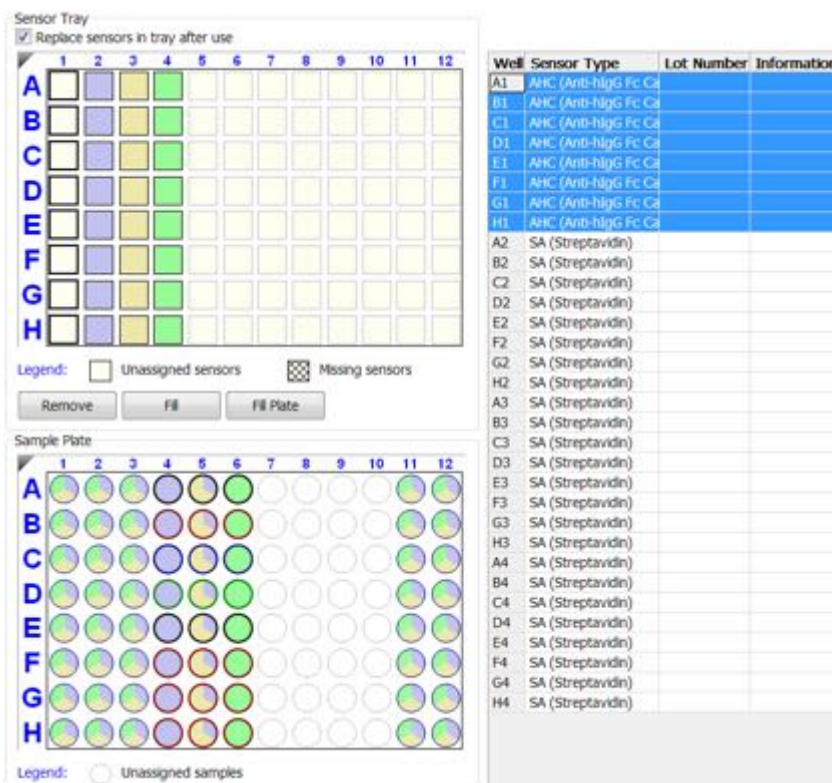 Sensor Tray
Replace sensors in tray after use
1 2 3 4 5 6 7 8 9 10 11 12
A
B
C
D
E
F
G
H
Legend: Unassigned sensors Missing sensors
Remove Fill Fill Plate
Sample Plate
1 2 3 4 5 6 7 8 9 10 11 12
A
B
C
D
E
F
G
H
Legend: Unassigned samples
Well Sensor Type Lot Number Information
A1 AHC (Anti-hIgG Fc Ca
B1 AHC (Anti-hIgG Fc Ca
C1 AHC (Anti-hIgG Fc Ca
D1 AHC (Anti-hIgG Fc Ca
E1 AHC (Anti-hIgG Fc Ca
F1 AHC (Anti-hIgG Fc Ca
G1 AHC (Anti-hIgG Fc Ca
H1 AHC (Anti-hIgG Fc Ca
A2 SA (Streptavidin)
B2 SA (Streptavidin)
C2 SA (Streptavidin)
D2 SA (Streptavidin)
E2 SA (Streptavidin)
F2 SA (Streptavidin)
G2 SA (Streptavidin)
H2 SA (Streptavidin)
A3 SA (Streptavidin)
B3 SA (Streptavidin)
C3 SA (Streptavidin)
D3 SA (Streptavidin)
E3 SA (Streptavidin)
F3 SA (Streptavidin)
G3 SA (Streptavidin)
H3 SA (Streptavidin)
A4 SA (Streptavidin)
B4 SA (Streptavidin)
C4 SA (Streptavidin)
D4 SA (Streptavidin)
E4 SA (Streptavidin)
F4 SA (Streptavidin)
G4 SA (Streptavidin)
H4 SA (Streptavidin)